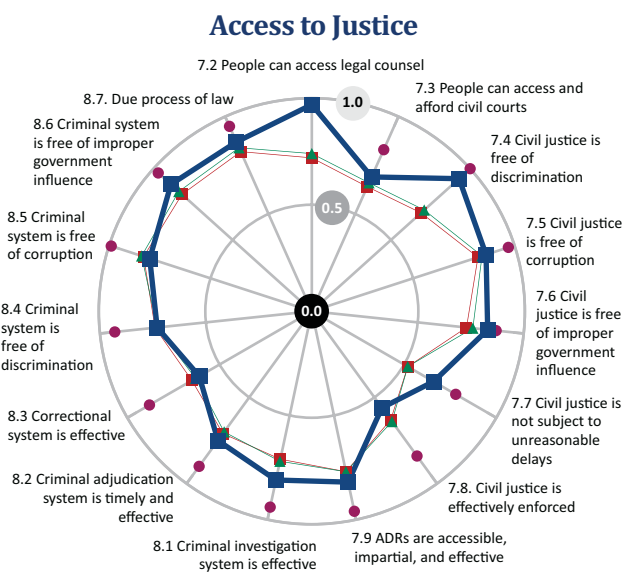 Access to Justice
7.2 People can access legal counsel
7.3 People can access and
afford civil courts
7.4 Civil justice is
free of
discrimination
7.5 Civil justice
is free of
corruption
7.6 Civil
justice is free
of improper
government
influence
7.7 Civil justice is
not subject to
unreasonable
delays
7.8. Civil justice is
effectively enforced
7.9 ADRs are accessible,
impartial, and effective
8.1 Criminal investigation
system is effective
8.2 Criminal adjudication
system is timely and
effective
8.3 Correctional
system is effective
8.4 Criminal
system is
free of
discrimination
8.5 Criminal
system is free
of corruption
8.6 Criminal system
is free of improper
government
influence
8.7. Due process of law
1.0
0.5
0.0